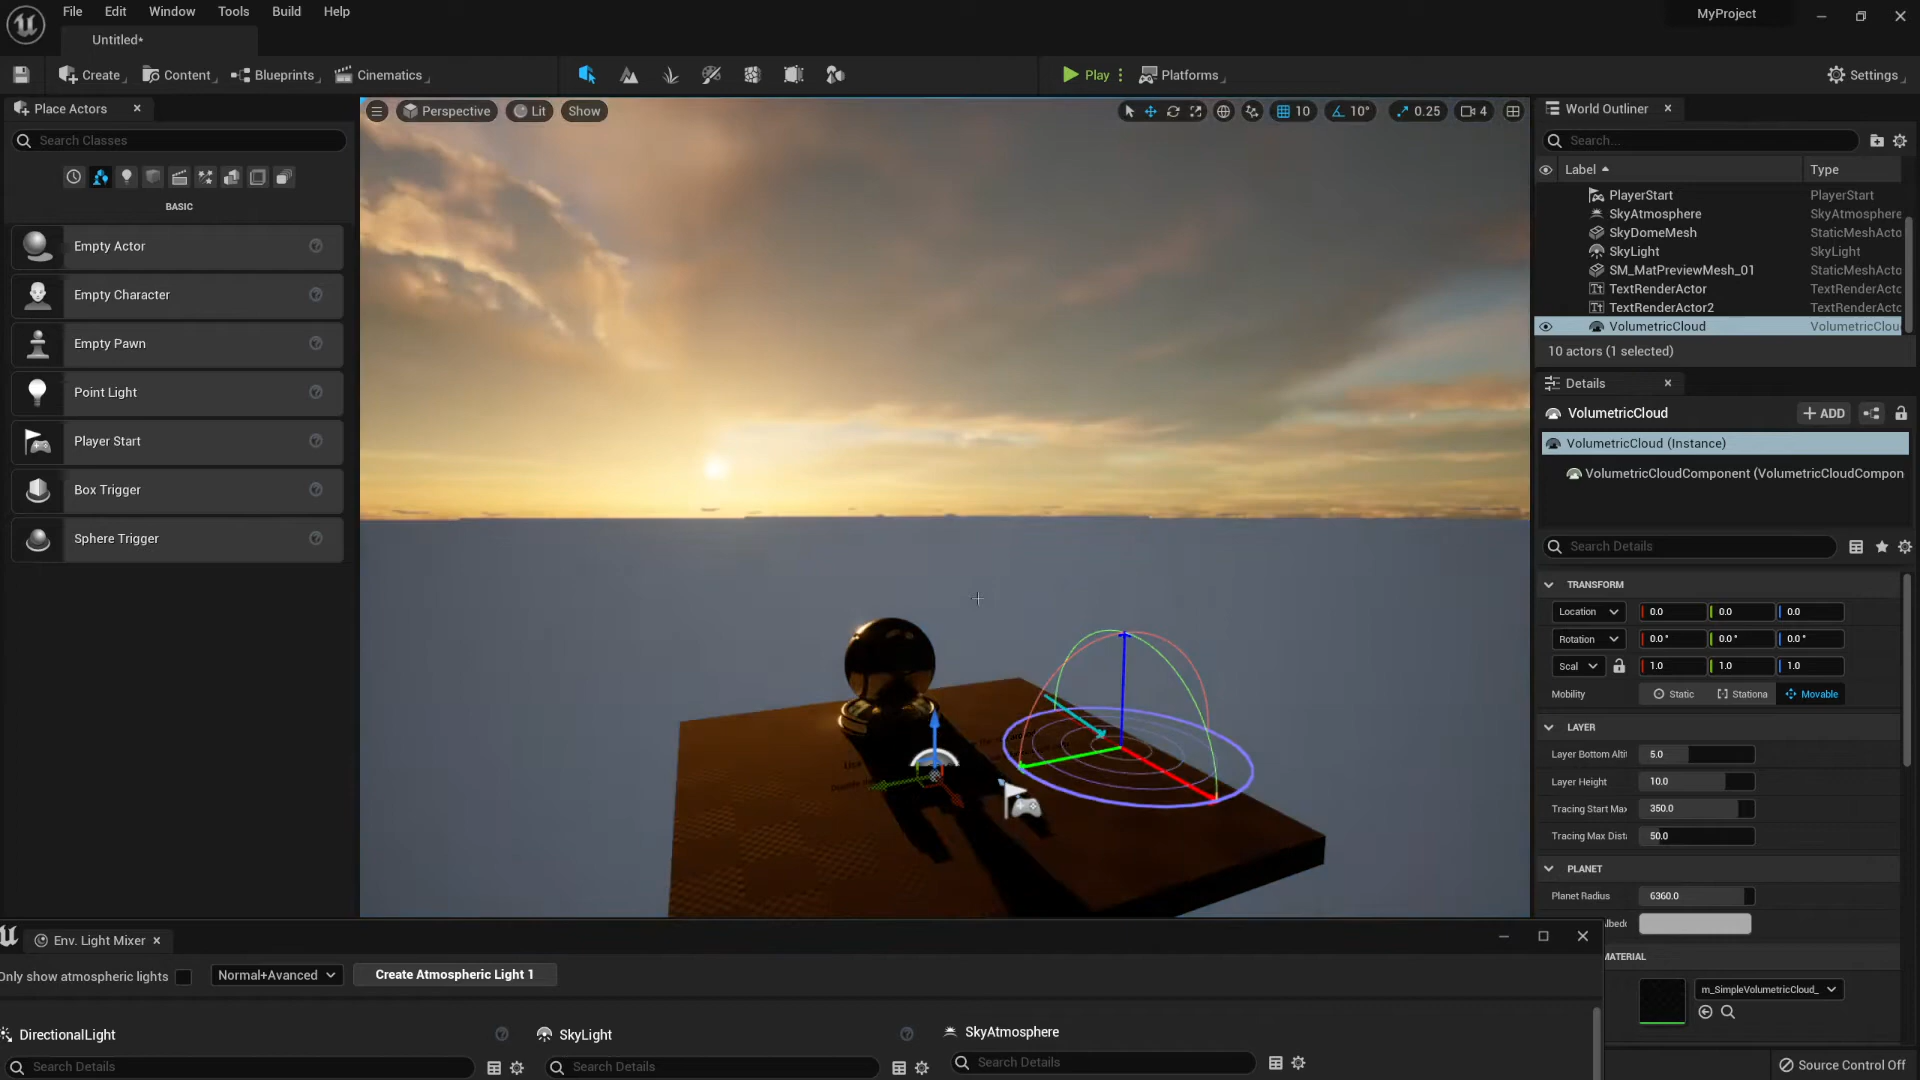 File Edit Window Tools Build Help
MyProject
Untitled*
Create Content Blueprints Cinematics Play Platforms Settings
Place Actors
Search Classes
BASIC
Empty Actor
Empty Character
Empty Pawn
Point Light
Player Start
Box Trigger
Sphere Trigger
Perspective Lit Show
10 10° 0.25 4
World Outliner
Search...
Label Type
PlayerStart PlayerStart
SkyAtmosphere SkyAtmosphere
SkyDomeMesh StaticMeshActo
SkyLight SkyLight
SM_MatPreviewMesh_01 StaticMeshActo
TextRenderActor TextRenderActo
TextRenderActor2 TextRenderActo
VolumetricCloud VolumetricClou
10 actors (1 selected)
Details
VolumetricCloud + ADD
VolumetricCloud (Instance)
VolumetricCloudComponent (VolumetricCloudCompon
Search Details
TRANSFORM
Location 0.0 0.0 0.0
Rotation 0.0° 0.0° 0.0°
Scal 1.0 1.0 1.0
Mobility Static Stationa Movable
LAYER
Layer Bottom Alti 5.0
Layer Height 10.0
Tracing Start Max 350.0
Tracing Max Dista 50.0
PLANET
Planet Radius 6360.0
lbedo
MATERIAL
m_SimpleVolumetricCloud_
Env. Light Mixer
Only show atmospheric lights Normal+Avanced Create Atmospheric Light 1
DirectionalLight SkyLight SkyAtmosphere
Search Details Search Details Search Details
Source Control Off